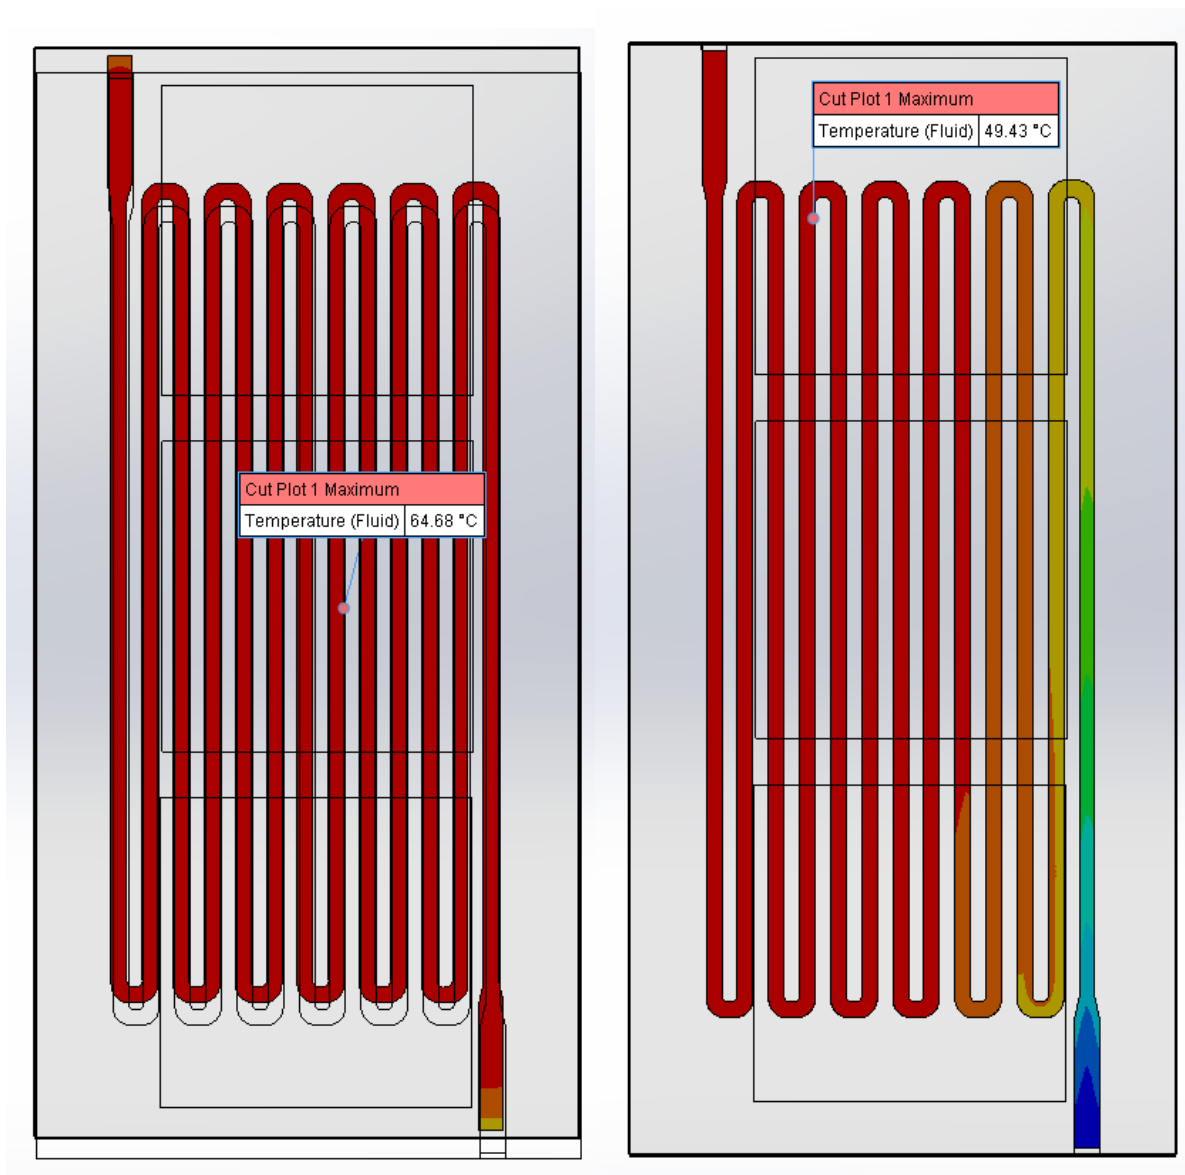 Cut Plot 1 Maximum
Temperature (Fluid) 64.68 °C
Cut Plot 1 Maximum
Temperature (Fluid) 49.43 °C